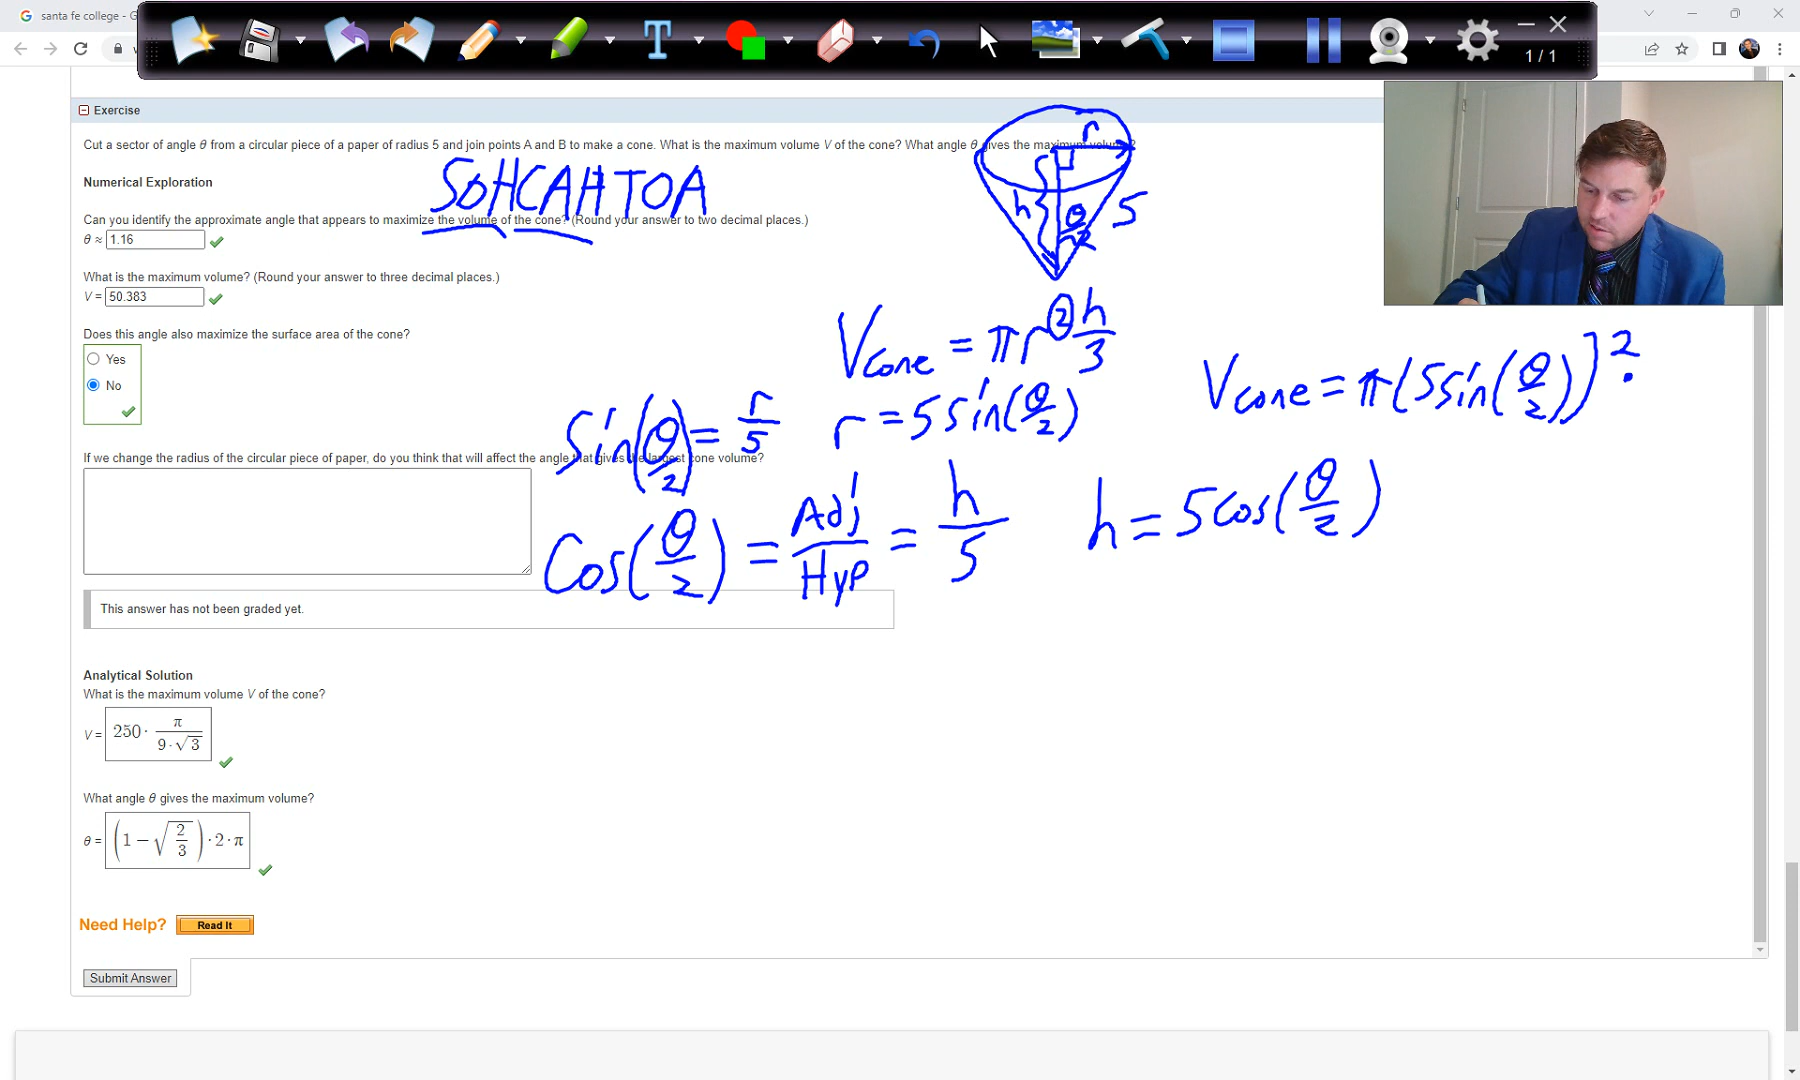 santa fe college - G
1 / 1
Exercise
Cut a sector of angle θ from a circular piece of a paper of radius 5 and join points A and B to make a cone. What is the maximum volume V of the cone? What angle θ gives the maximum volume?
r
SOHCAHTOA
Numerical Exploration
h
5
θ/2
Can you identify the approximate angle that appears to maximize the volume of the cone? (Round your answer to two decimal places.)
θ ≈ 1.16
What is the maximum volume? (Round your answer to three decimal places.)
V = 50.383
Does this angle also maximize the surface area of the cone?
Yes
No
Vcone = πr² h/3
Vcone = π(5sin(θ/2))².
sin(θ/2) = r/5
r = 5sin(θ/2)
If we change the radius of the circular piece of paper, do you think that will affect the angle that gives the largest cone volume?
Cos(θ/2) = Adj/Hyp = h/5
h = 5cos(θ/2)
This answer has not been graded yet.
Analytical Solution
What is the maximum volume V of the cone?
V = 250 · π/(9·√3)
What angle θ gives the maximum volume?
θ = (1 − √(2/3)) · 2 · π
Need Help? Read It
Submit Answer